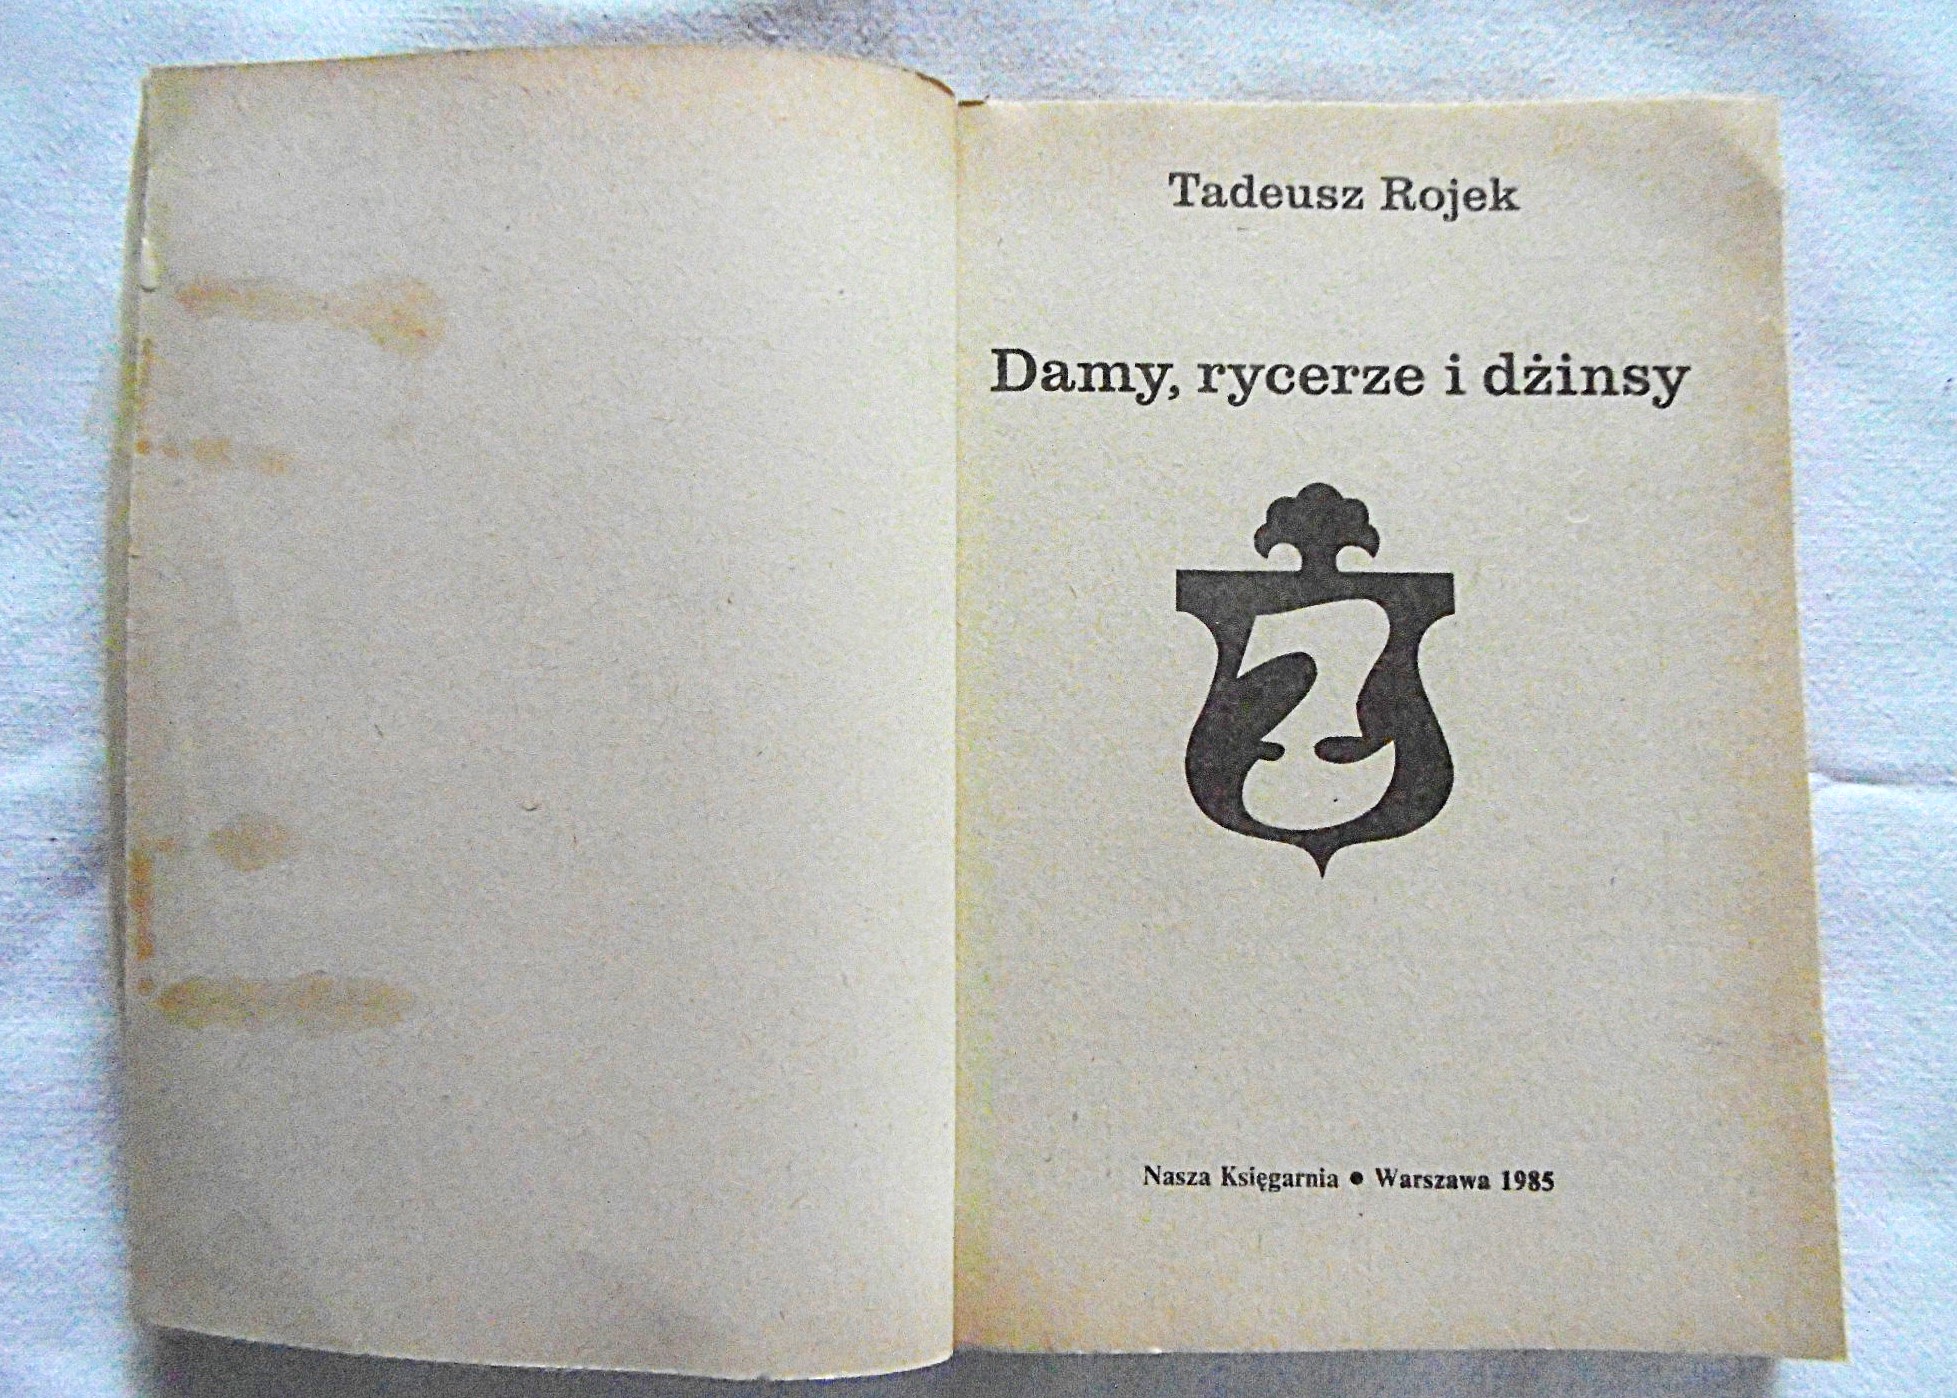 Tadeusz Rojek
Damy, rycerze i dżinsy
Nasza Księgarnia ● Warszawa 1985